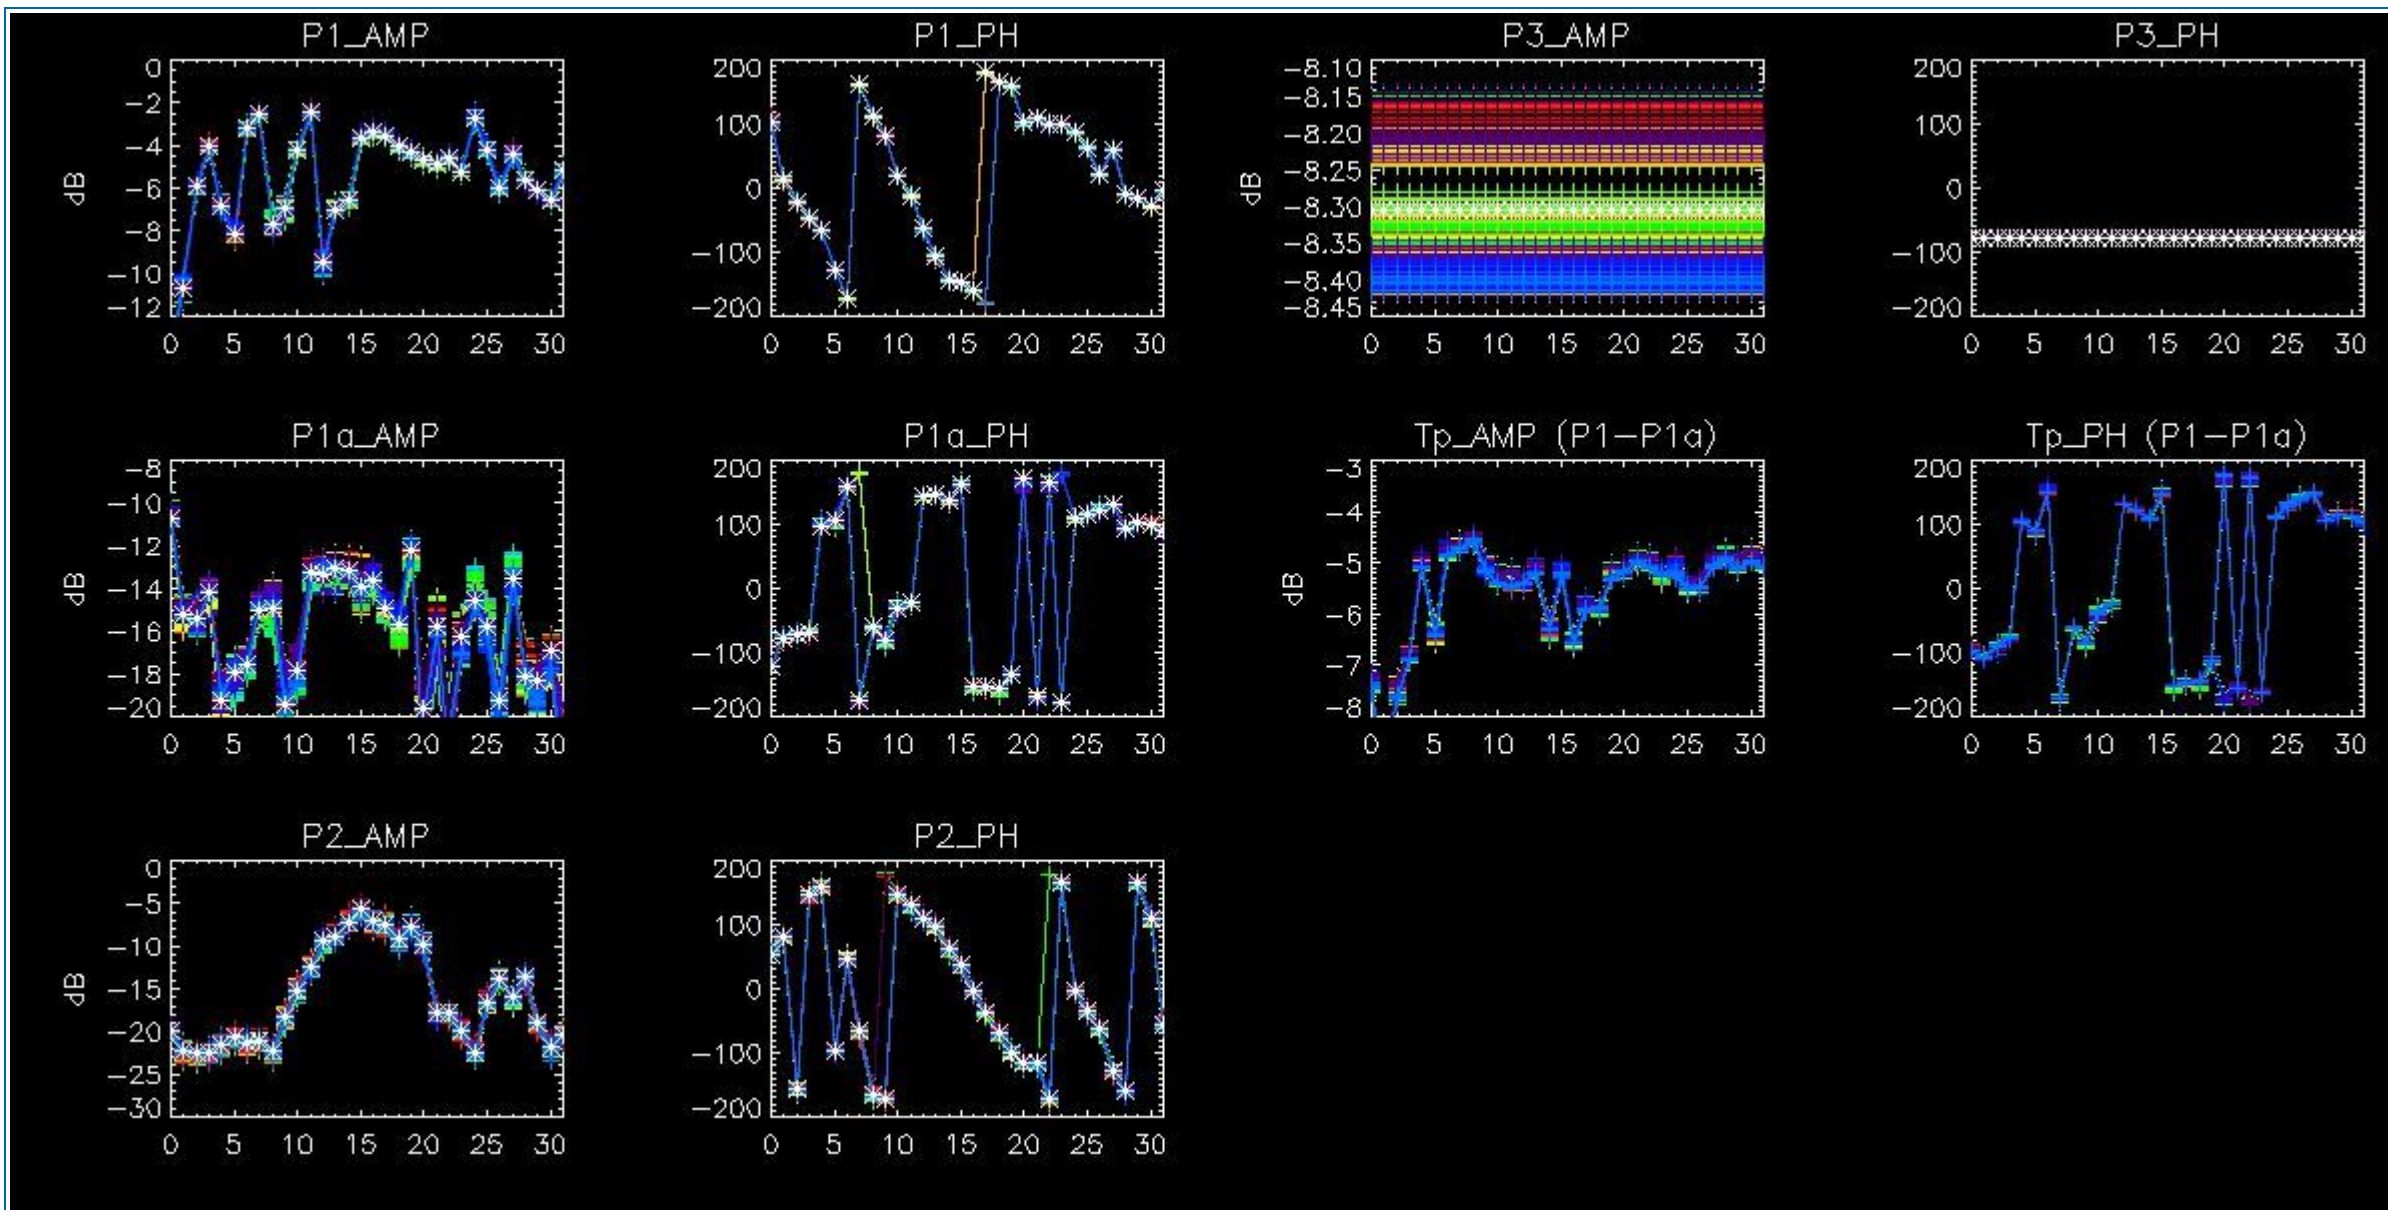 P1_AMP
0
−2
−4
−6
−8
−10
−12
dB
0 5 10 15 20 25 30
P1_PH
200
100
0
−100
−200
0 5 10 15 20 25 30
P3_AMP
−8.10
−8.15
−8.20
−8.25
−8.30
−8.35
−8.40
−8.45
dB
0 5 10 15 20 25 30
P3_PH
200
100
0
−100
−200
0 5 10 15 20 25 30
P1a_AMP
−8
−10
−12
−14
−16
−18
−20
dB
0 5 10 15 20 25 30
P1a_PH
200
100
0
−100
−200
0 5 10 15 20 25 30
Tp_AMP (P1−P1a)
−3
−4
−5
−6
−7
−8
dB
0 5 10 15 20 25 30
Tp_PH (P1−P1a)
200
100
0
−100
−200
0 5 10 15 20 25 30
P2_AMP
0
−5
−10
−15
−20
−25
−30
dB
0 5 10 15 20 25 30
P2_PH
200
100
0
−100
−200
0 5 10 15 20 25 30